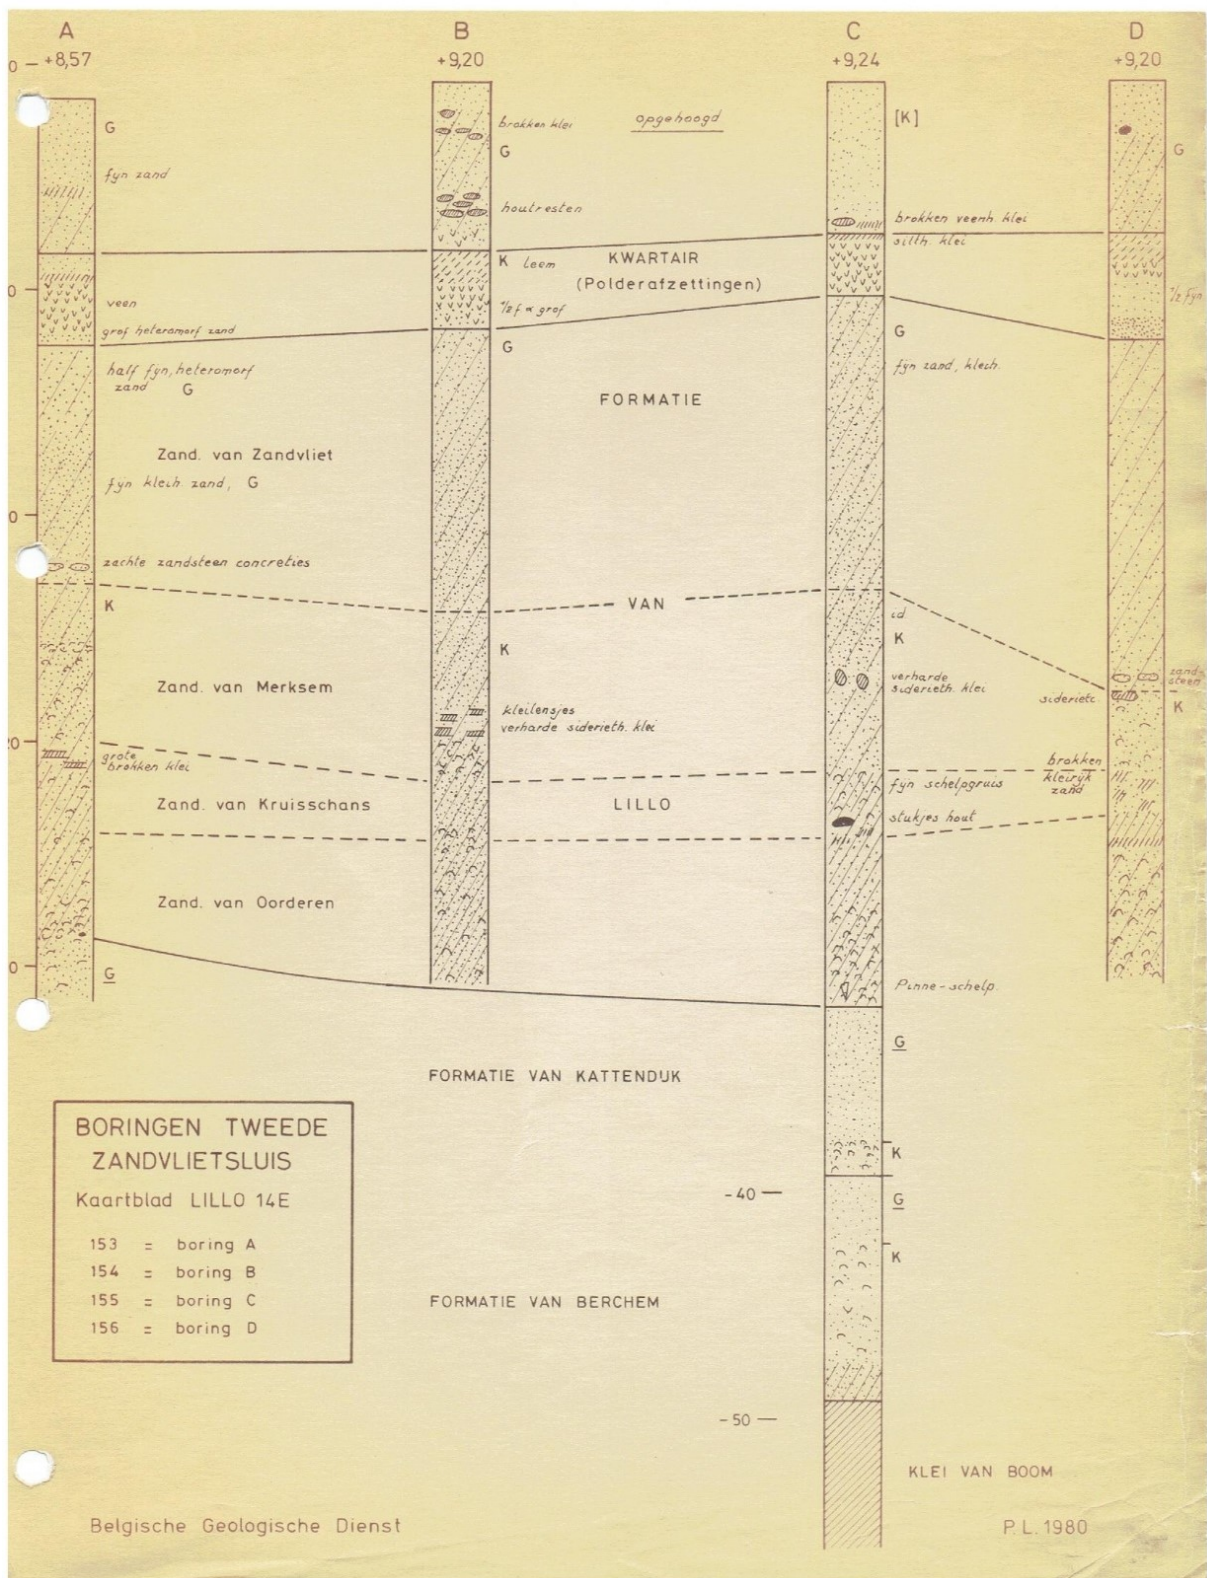 A B C D
0 — +8,57 +9,20 +9,24 +9,20
brokken klei opgehoogd [K]
G G G
fyn zand
houtresten
brokken veenh. klei
silth. klei
K leem KWARTAIR
(Polderafzettingen)
0
veen 1/2 f à grof 1/2 fyn
grof heteromorf zand
G G
half fyn, heteromorf fyn zand, kleih.
zand G
FORMATIE
Zand. van Zandvliet
fyn kleih. zand, G
0
zachte zandsteen concreties
K VAN id
K K
Zand. van Merksem verharde
siderieth. klei
zand-
steen
sideriet K
kleilensjes
verharde siderieth. klei
20
grote
brokken klei
brokken
kleirijk
zand
Zand. van Kruisschans LILLO fyn schelpgruis
stukjes hout
Zand. van Oorderen
0
G Pinne-schelp.
G
FORMATIE VAN KATTENDIJK
K
-40 — G
K
FORMATIE VAN BERCHEM
-50 —
KLEI VAN BOOM
BORINGEN TWEEDE
ZANDVLIETSLUIS
Kaartblad LILLO 14E
153 = boring A
154 = boring B
155 = boring C
156 = boring D
Belgische Geologische Dienst P.L. 1980